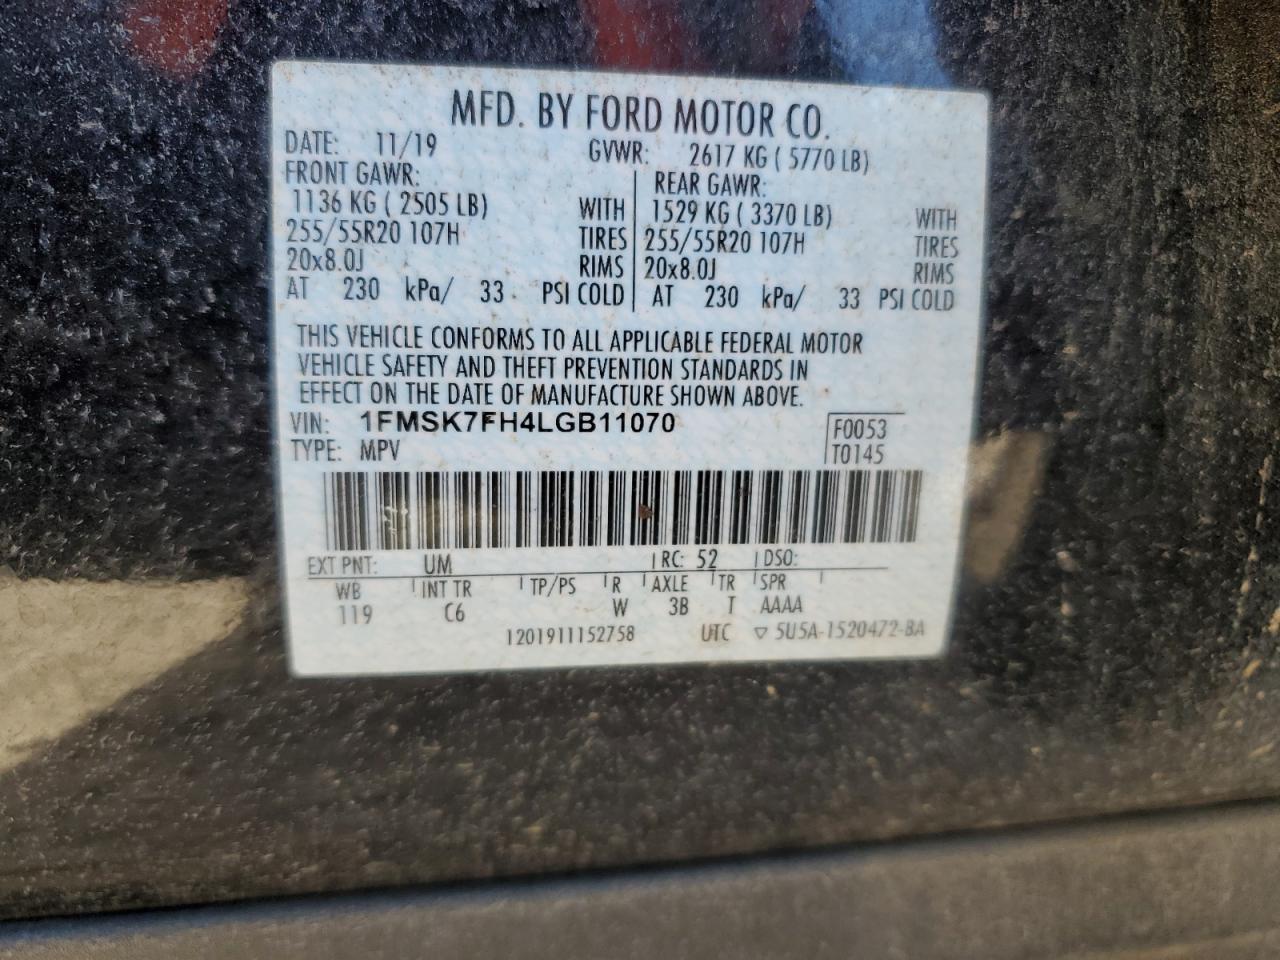 MFD. BY FORD MOTOR CO.
DATE: 11/19 GVWR: 2617 KG ( 5770 LB)
FRONT GAWR: REAR GAWR:
1136 KG ( 2505 LB) WITH 1529 KG ( 3370 LB) WITH
255/55R20 107H TIRES 255/55R20 107H TIRES
20x8.0J RIMS 20x8.0J RIMS
AT 230 kPa/ 33 PSI COLD AT 230 kPa/ 33 PSI COLD
THIS VEHICLE CONFORMS TO ALL APPLICABLE FEDERAL MOTOR
VEHICLE SAFETY AND THEFT PREVENTION STANDARDS IN
EFFECT ON THE DATE OF MANUFACTURE SHOWN ABOVE.
VIN: 1FMSK7FH4LGB11070 F0053
TYPE: MPV T0145
EXT PNT: UM RC: 52 DSO:
WB INT TR TP/PS R AXLE TR SPR
119 C6 W 3B T AAAA
1201911152758 UTC ▽ 5U5A-1520472-BA